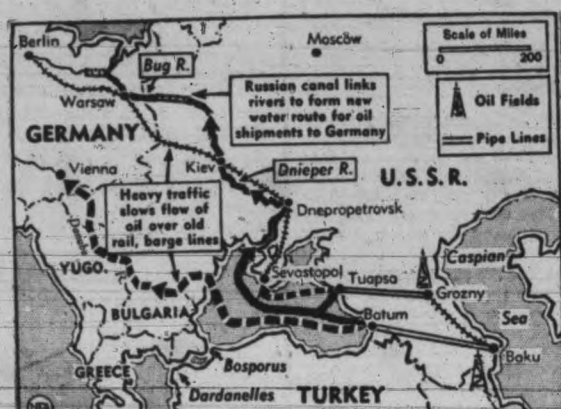 Berlin
Moscow
Scale of Miles
0 200
Bug R.
Russian canal links
rivers to form new
water route for oil
shipments to Germany
Oil Fields
Pipe Lines
Warsaw
GERMANY
Vienna
Kiev
Dnieper R.
U.S.S.R.
Heavy traffic
slows flow of
oil over old
rail, barge lines
Dnepropetrovsk
Danube R.
YUGO.
Sevastopol
Tuapsa
Grozny
Caspian
Sea
BULGARIA
Batum
Baku
GREECE
Bosporus
Dardanelles
TURKEY